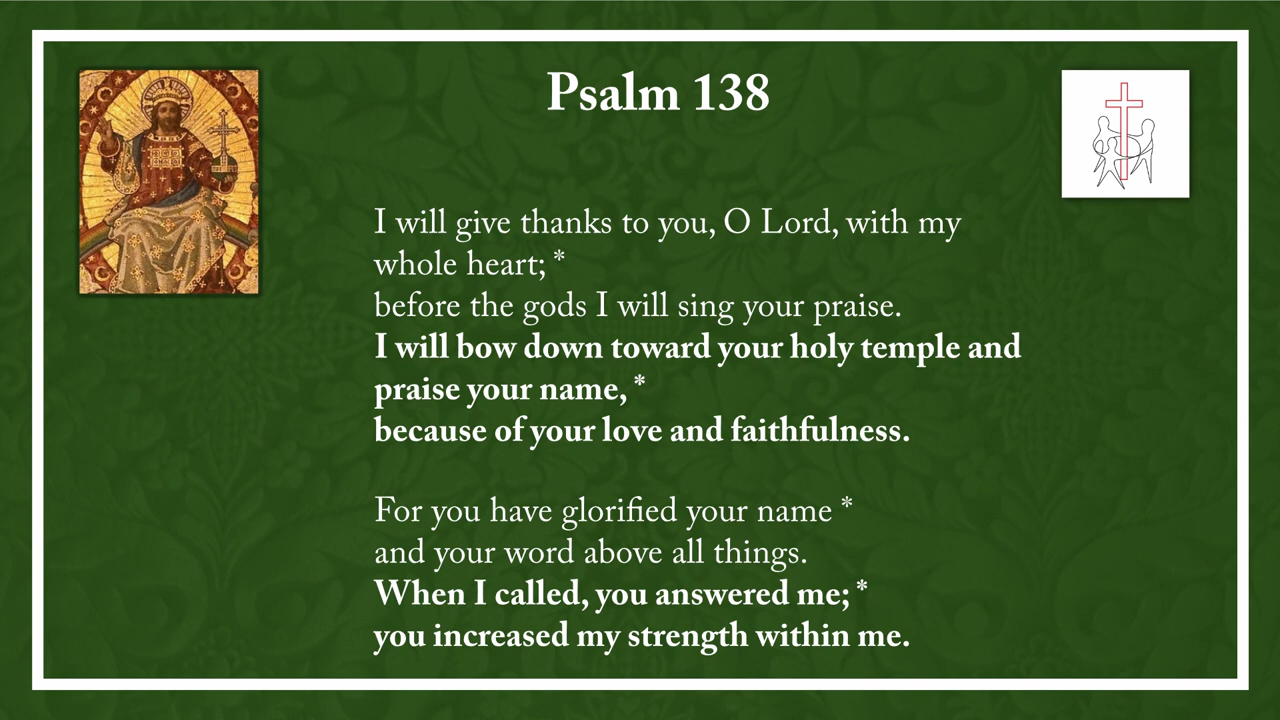 Psalm 138
I will give thanks to you, O Lord, with my
whole heart; *
before the gods I will sing your praise.
I will bow down toward your holy temple and
praise your name, *
because of your love and faithfulness.
For you have glorified your name *
and your word above all things.
When I called, you answered me; *
you increased my strength within me.